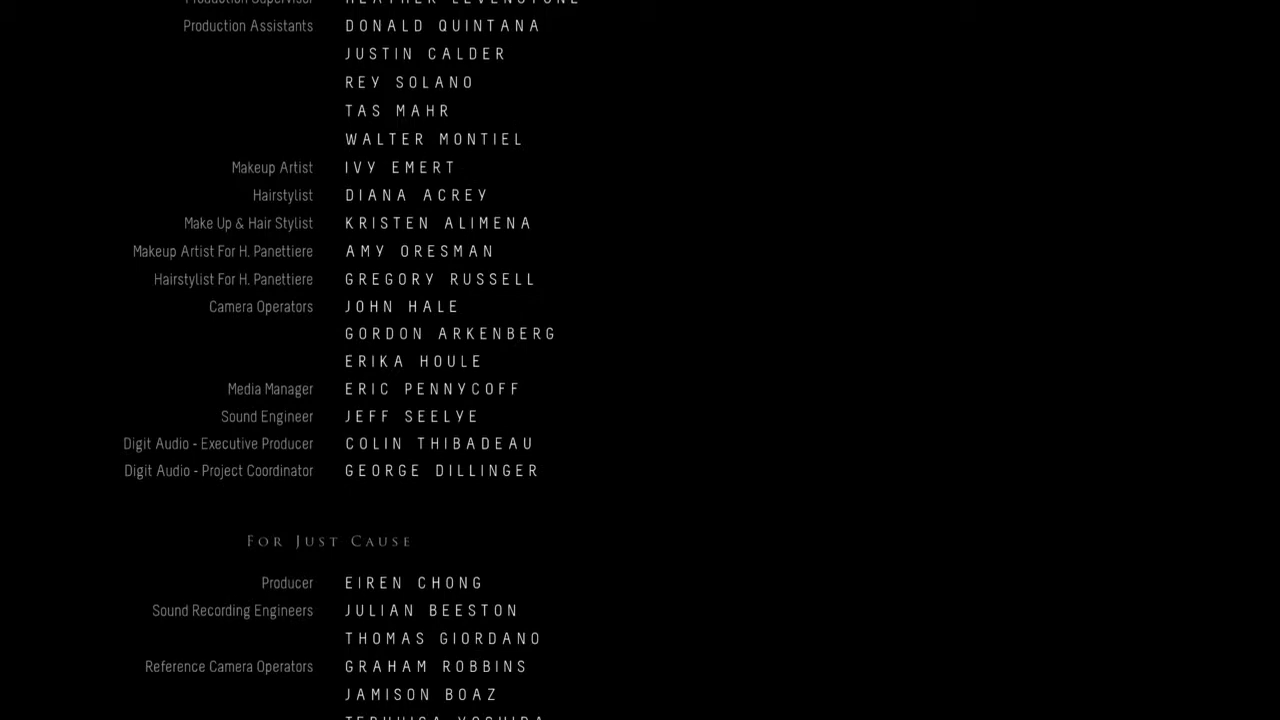 Production Supervisor HEATHER LEVENSTONE
Production Assistants DONALD QUINTANA
JUSTIN CALDER
REY SOLANO
TAS MAHR
WALTER MONTIEL
Makeup Artist IVY EMERT
Hairstylist DIANA ACREY
Make Up & Hair Stylist KRISTEN ALIMENA
Makeup Artist For H. Panettiere AMY ORESMAN
Hairstylist For H. Panettiere GREGORY RUSSELL
Camera Operators JOHN HALE
GORDON ARKENBERG
ERIKA HOULE
Media Manager ERIC PENNYCOFF
Sound Engineer JEFF SEELYE
Digit Audio - Executive Producer COLIN THIBADEAU
Digit Audio - Project Coordinator GEORGE DILLINGER
For Just Cause
Producer EIREN CHONG
Sound Recording Engineers JULIAN BEESTON
THOMAS GIORDANO
Reference Camera Operators GRAHAM ROBBINS
JAMISON BOAZ